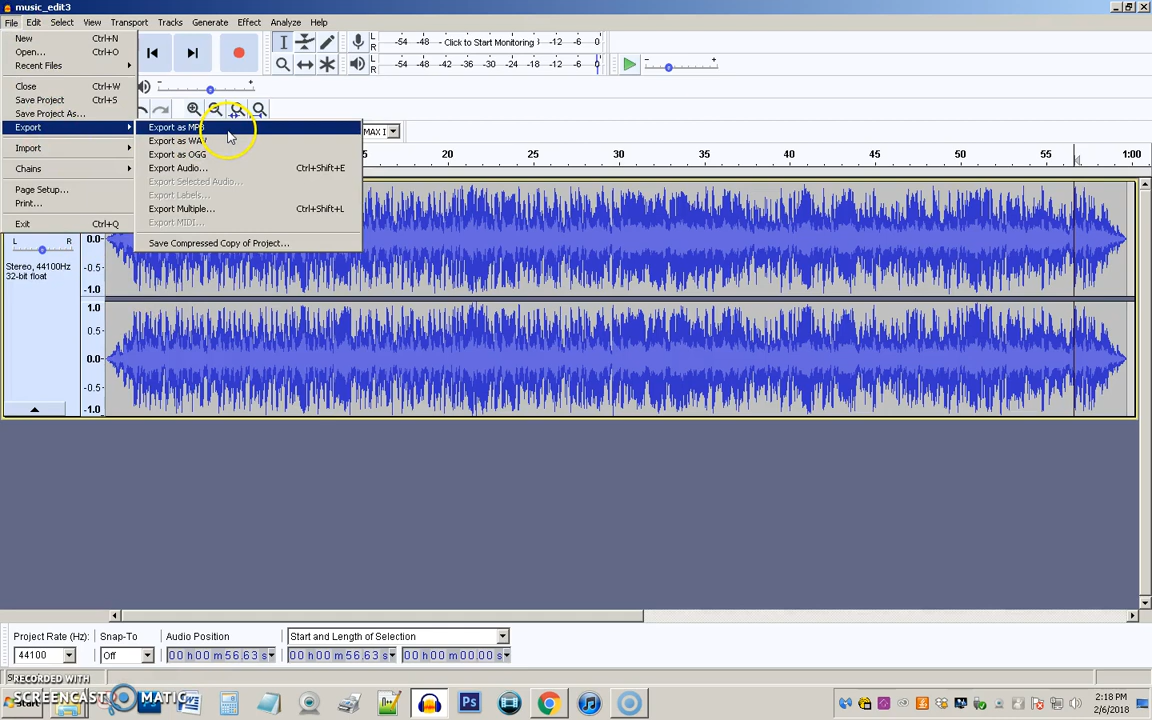 music_edit3
File Edit Select View Transport Tracks Generate Effect Analyze Help
New Ctrl+N
Open... Ctrl+O
Recent Files
Close Ctrl+W
Save Project Ctrl+S
Save Project As...
Export
Import
Chains
Page Setup...
Print...
Exit Ctrl+Q
Export as MP3
Export as WAV
Export as OGG
Export Audio... Ctrl+Shift+E
Export Selected Audio...
Export Labels...
Export Multiple... Ctrl+Shift+L
Export MIDI...
Save Compressed Copy of Project...
L R -54 -48 - Click to Start Monitoring -12 -6 0
L R -54 -48 -42 -36 -30 -24 -18 -12 -6 0
MAX I
5 20 25 30 35 40 45 50 55 1:00
L R
Stereo, 44100Hz
32-bit float
0.0-
-0.5-
-1.0
1.0
0.5-
0.0-
-0.5-
-1.0
Project Rate (Hz): Snap-To Audio Position Start and Length of Selection
44100 Off 00 h 00 m 56.63 s 00 h 00 m 56.63 s 00 h 00 m 00.00 s
RECORDED WITH
SCREENCAST MATIC
Start
Ps
2:18 PM
2/6/2018